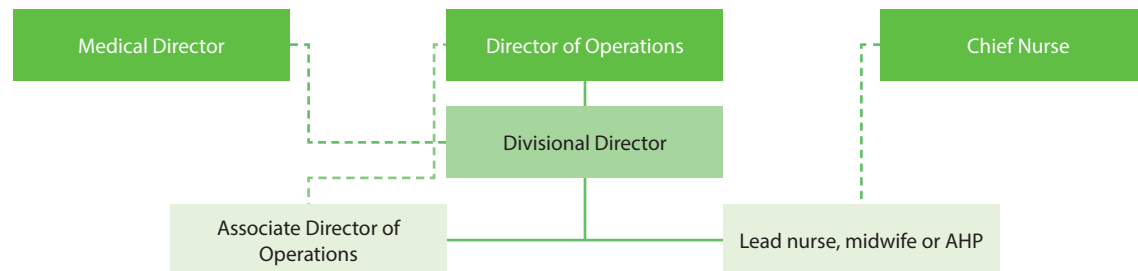 Medical Director
Director of Operations
Chief Nurse
Divisional Director
Associate Director of
Operations
Lead nurse, midwife or AHP